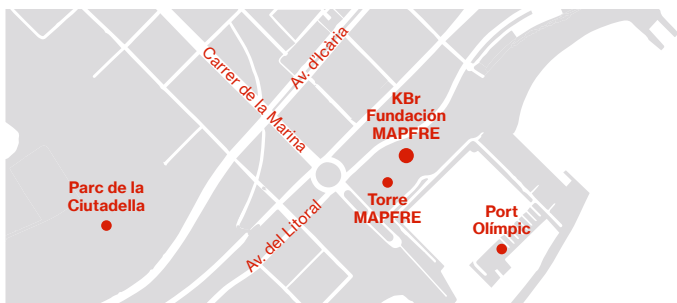 Carrer de la Marina
Av. d'Icària
KBr
Fundación
MAPFRE
Parc de la
Ciutadella
Torre
MAPFRE
Av. del Litoral
Port
Olímpic